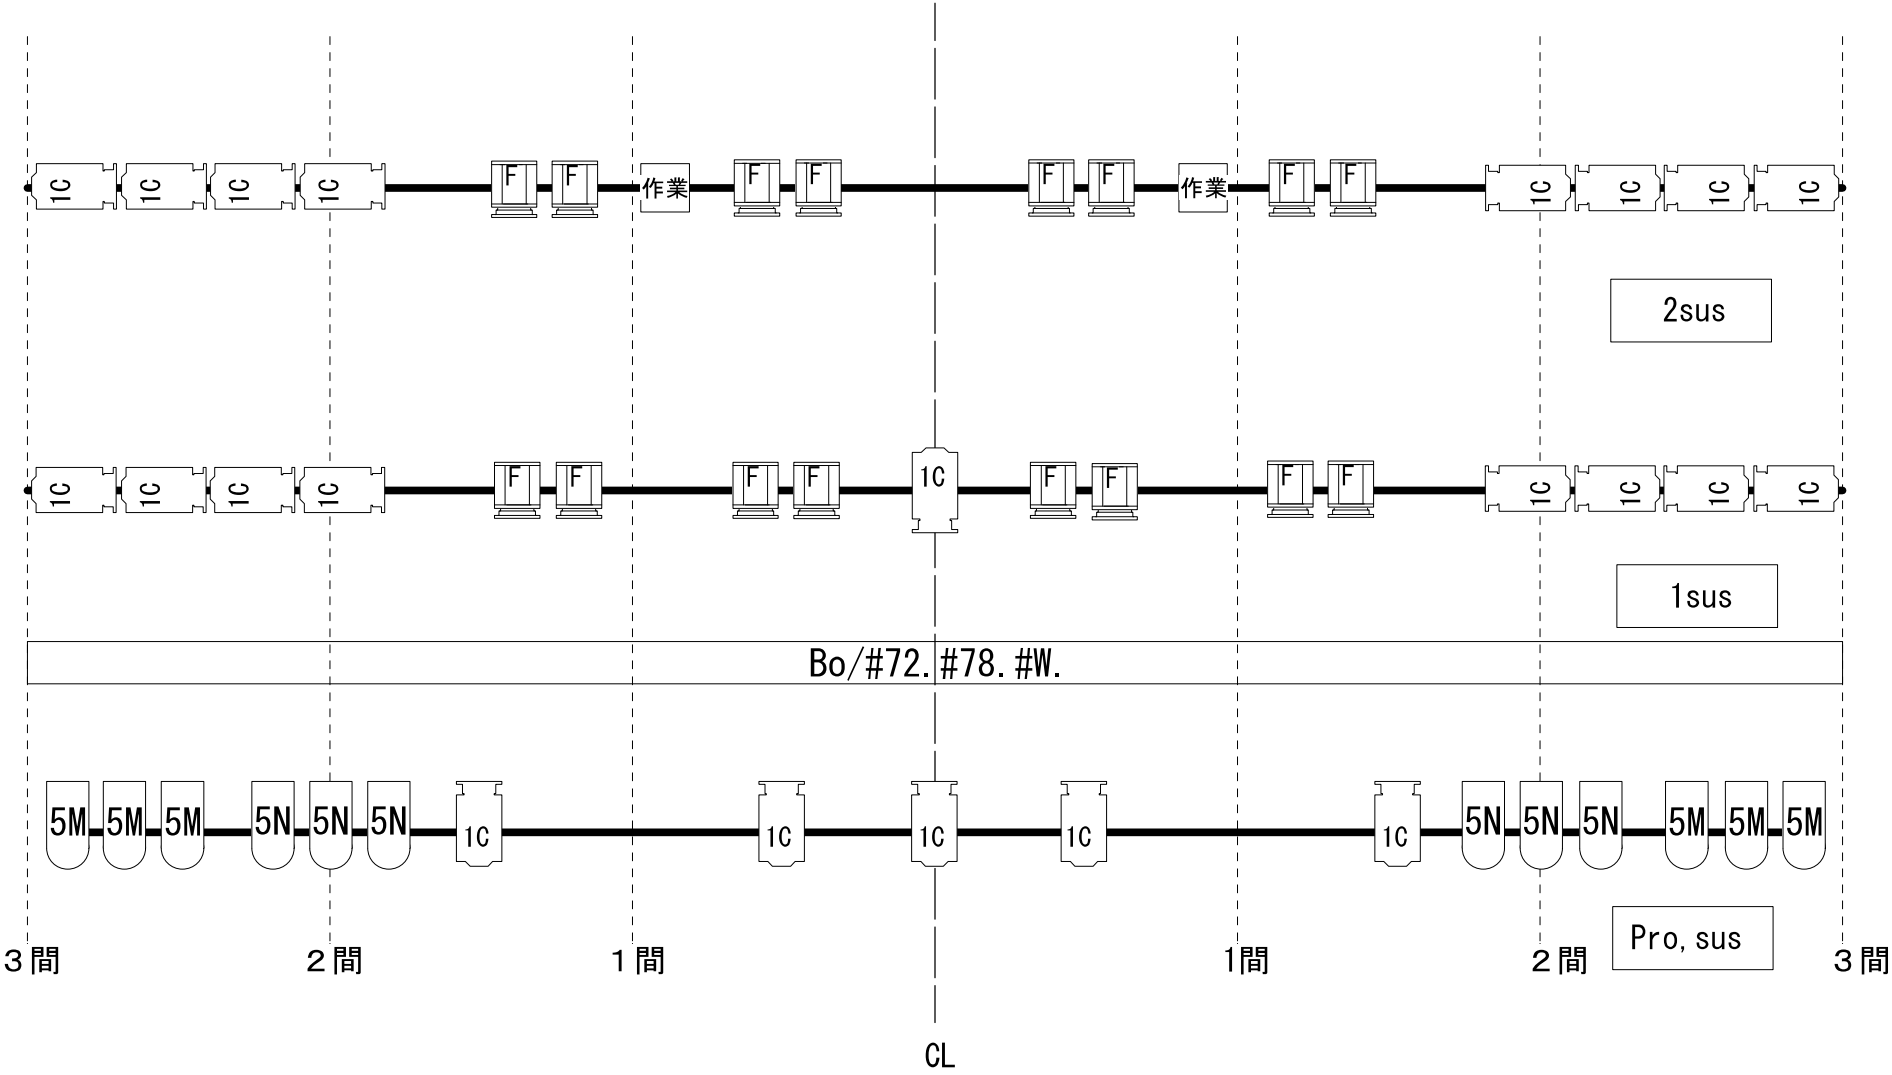 1C 1C 1C 1C F F 作業 F F F F 作業 F F 1C 1C 1C 1C
2sus
1C 1C 1C 1C F F F F 1C F F F F 1C 1C 1C 1C
1sus
Bo/#72. #78. #W.
5M 5M 5M 5N 5N 5N 1C 1C 1C 1C 1C 5N 5N 5N 5M 5M 5M
Pro, sus
3間 2間 1間 1間 2間 3間
CL